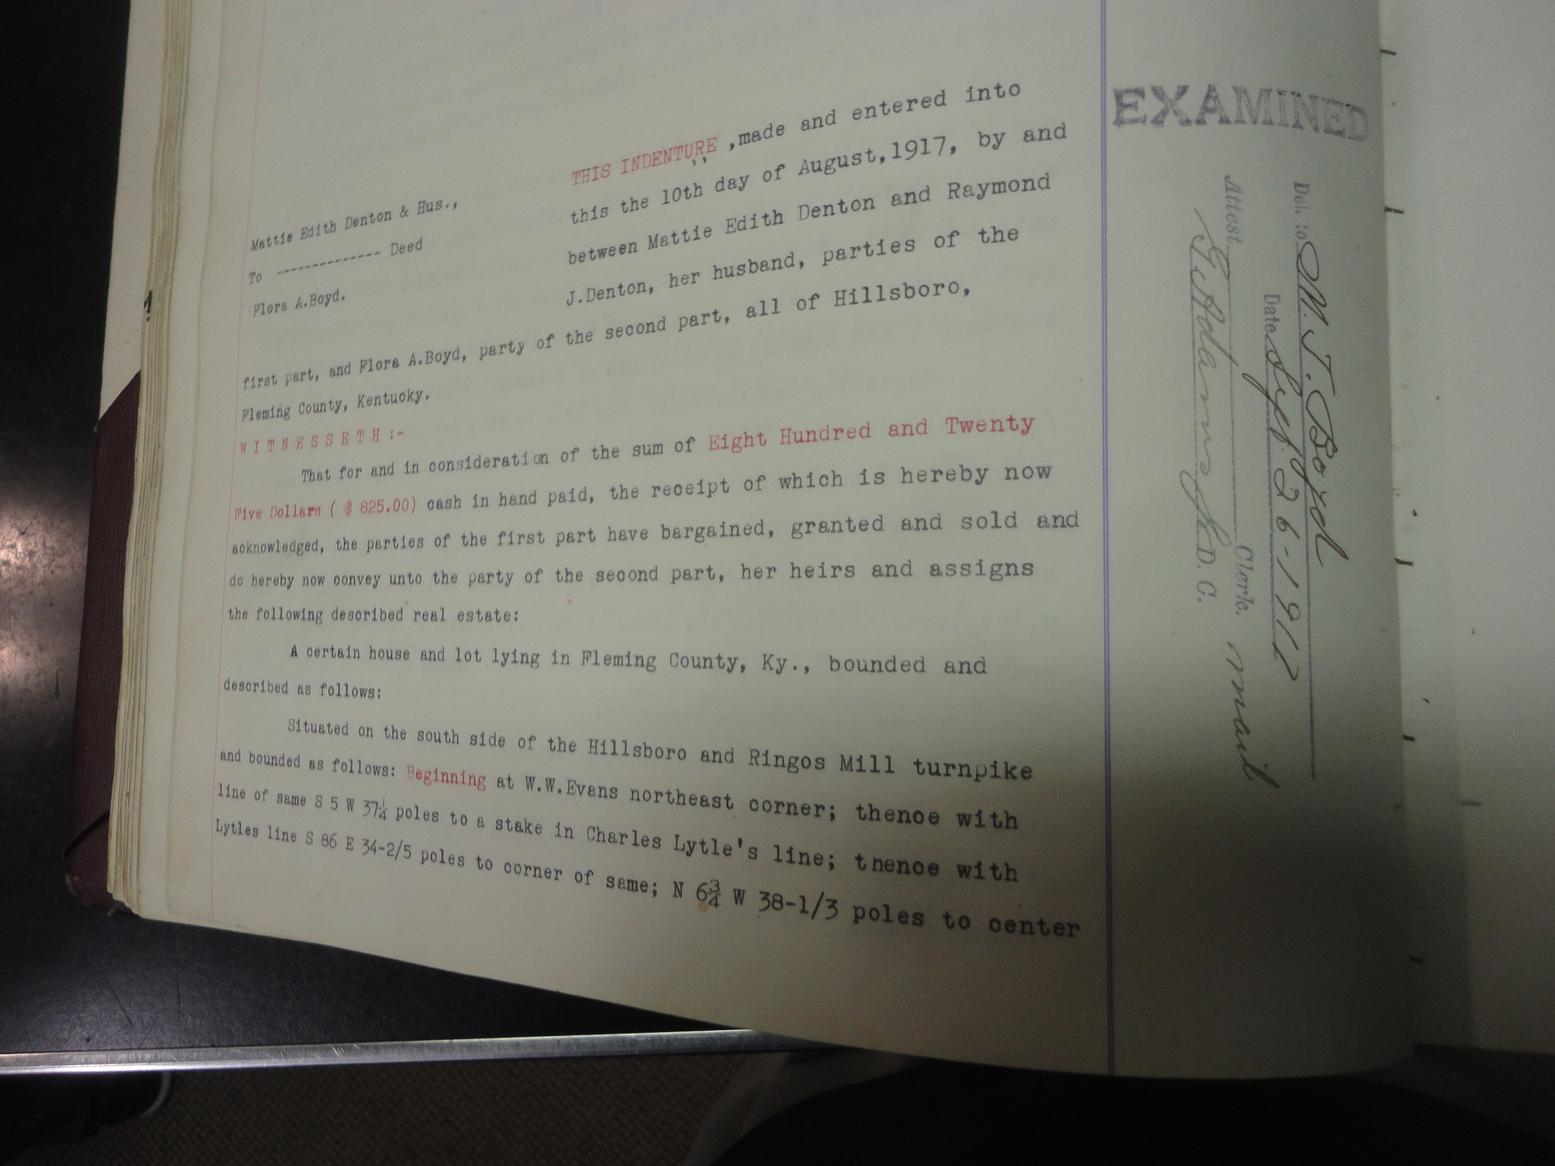 THIS INDENTURE ,made and entered into
this the 10th day of August,1917, by and
between Mattie Edith Denton and Raymond
J.Denton, her husband, parties of the
Mattie Edith Denton & Hus.,
To -------------- Deed
Flora A.Boyd.
first part, and Flora A.Boyd, party of the second part, all of Hillsboro,
Fleming County, Kentucky.
W I T N E S S E T H :-
That for and in consideration of the sum of Eight Hundred and Twenty
Five Dollars ( $ 825.00) cash in hand paid, the receipt of which is hereby now
acknowledged, the parties of the first part have bargained, granted and sold and
do hereby now convey unto the party of the second part, her heirs and assigns
the following described real estate:
A certain house and lot lying in Fleming County, Ky., bounded and
described as follows:
Situated on the south side of the Hillsboro and Ringos Mill turnpike
and bounded as follows: Beginning at W.W.Evans northeast corner; thence with
line of same S 5 W 37¼ poles to a stake in Charles Lytle's line; thence with
Lytles line S 86 E 34-2/5 poles to corner of same; N 6¾ W 38-1/3 poles to center
EXAMINED
Del. to M. T. Boyd
Date Sept 26-1917
Attest Clerk. mail
D. C.